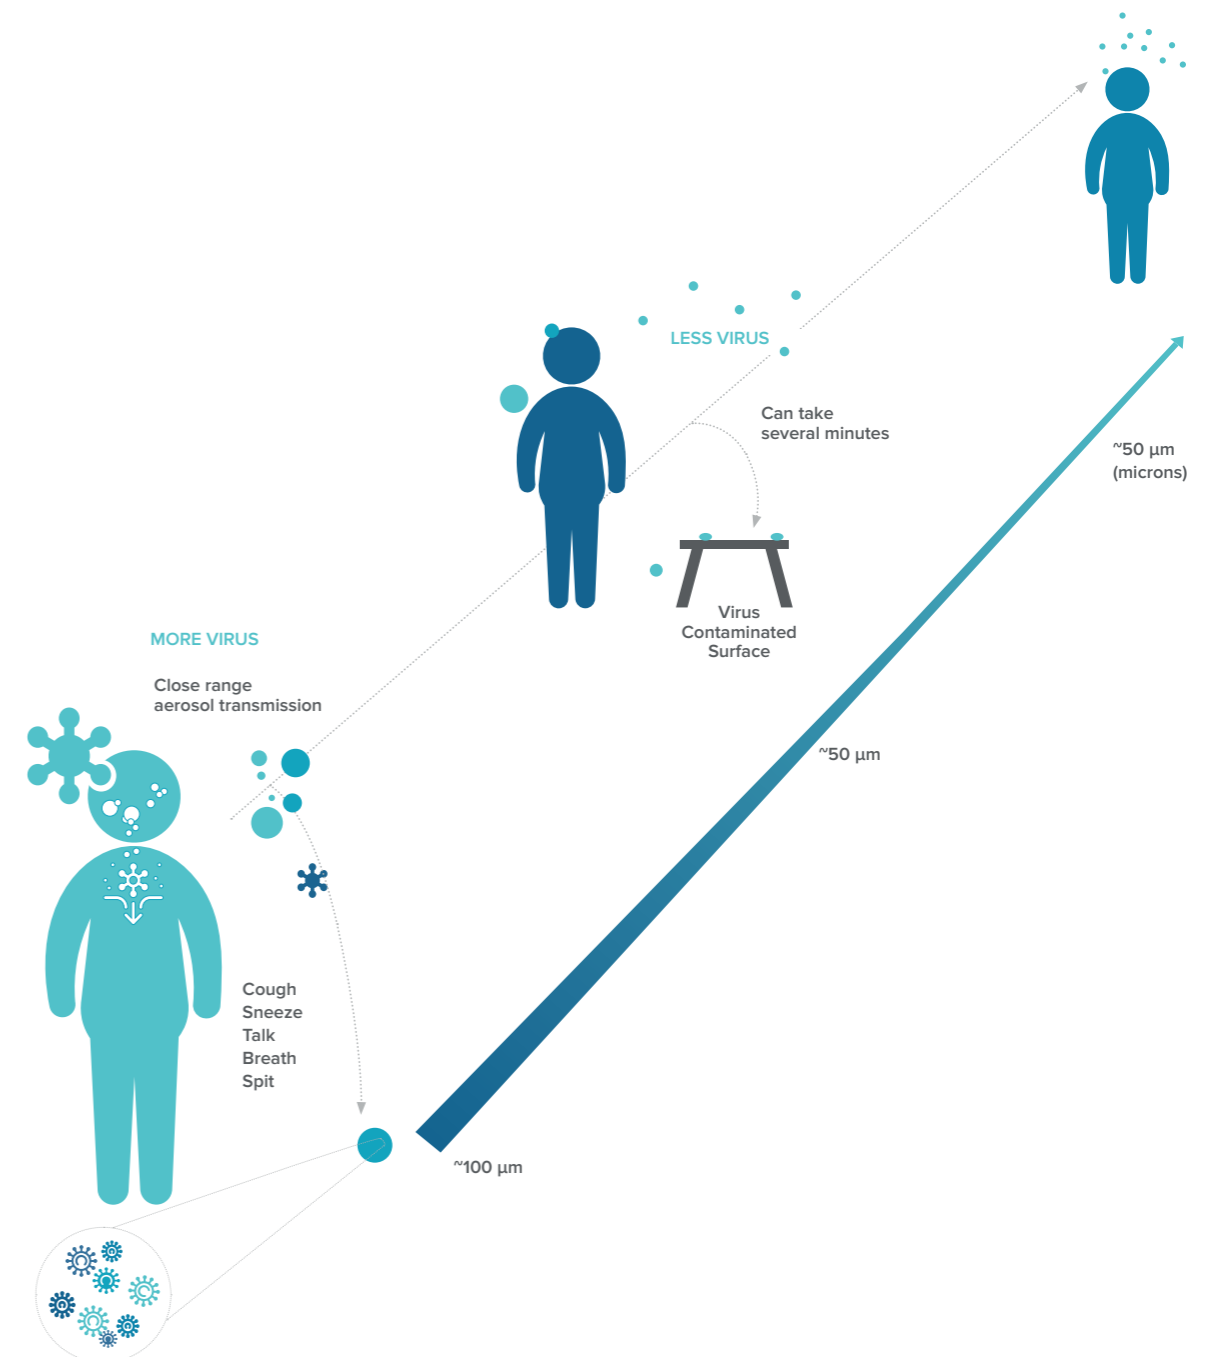 LESS VIRUS
Can take
several minutes
~50 µm
(microns)
Virus
Contaminated
Surface
MORE VIRUS
Close range
aerosol transmission
~50 µm
Cough
Sneeze
Talk
Breath
Spit
~100 µm